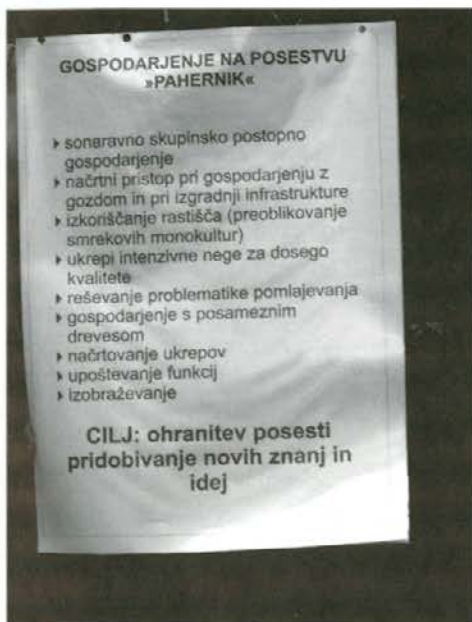 GOSPODARJENJE NA POSESTVU
»PAHERNIK«
sonaravno skupinsko postopno
gospodarjenje
načrtni pristop pri gospodarjenju z
gozdom in pri izgradnji infrastrukture
izkoriščanje rastišča (preoblikovanje
smrekovih monokultur)
ukrepi intenzivne nege za dosego
kvalitete
reševanje problematike pomlajevanja
gospodarjenje s posameznim
drevesom
načrtovanje ukrepov
upoštevanje funkcij
izobraževanje
CILJ: ohranitev posesti
pridobivanje novih znanj in
idej